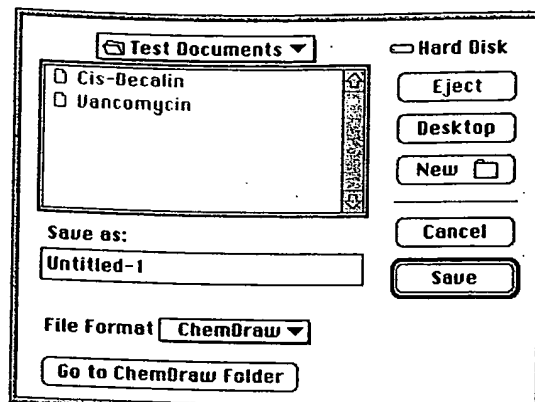 Test Documents
Hard Disk
Cis-Decalin
Vancomycin
Eject
Desktop
New
Save as:
Untitled-1
Cancel
Save
File Format ChemDraw
Go to ChemDraw Folder